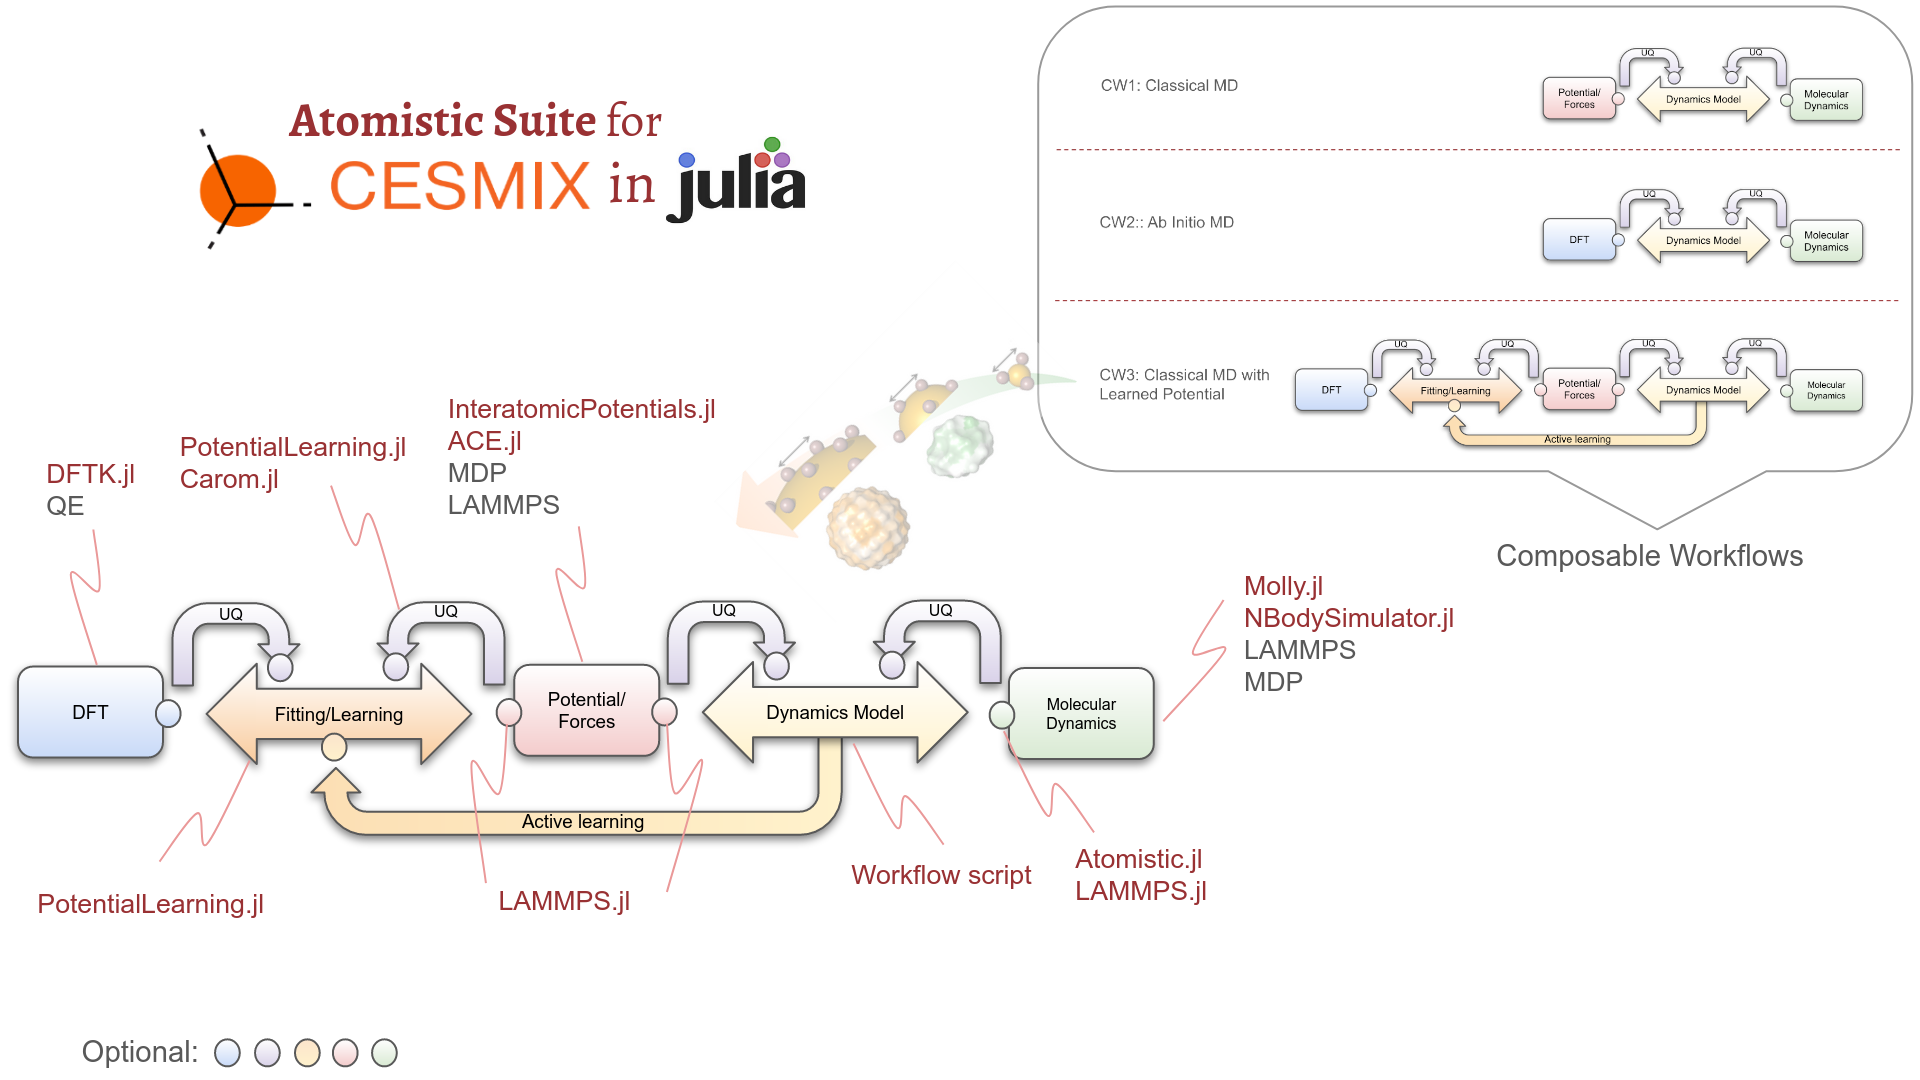 Atomistic Suite for
CESMIX in julia
CW1: Classical MD
UQ
UQ
Potential/
Forces
Dynamics Model
Molecular
Dynamics
CW2:: Ab Initio MD
UQ
UQ
DFT
Dynamics Model
Molecular
Dynamics
CW3: Classical MD with
Learned Potential
UQ
UQ
UQ
UQ
DFT
Fitting/Learning
Potential/
Forces
Dynamics Model
Molecular
Dynamics
Active learning
Composable Workflows
DFTK.jl
QE
PotentialLearning.jl
Carom.jl
InteratomicPotentials.jl
ACE.jl
MDP
LAMMPS
Molly.jl
NBodySimulator.jl
LAMMPS
MDP
UQ
UQ
UQ
UQ
DFT
Fitting/Learning
Potential/
Forces
Dynamics Model
Molecular
Dynamics
Active learning
PotentialLearning.jl
LAMMPS.jl
Workflow script
Atomistic.jl
LAMMPS.jl
Optional: